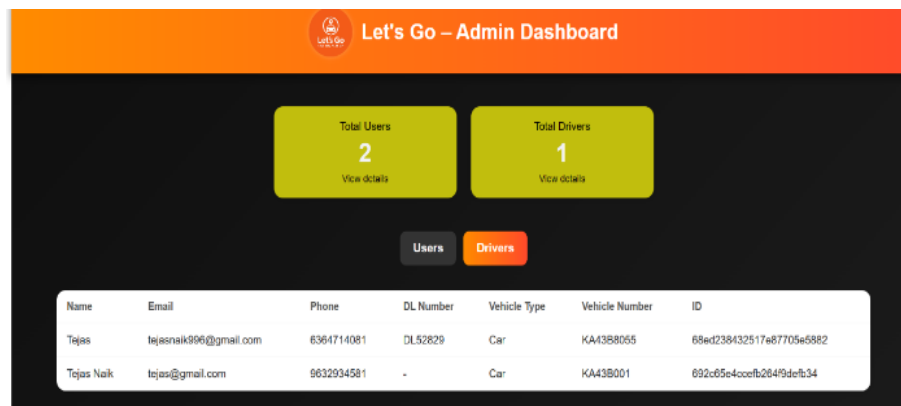 Let's Go
Let's Go – Admin Dashboard
Total Users
2
View details
Total Drivers
1
View details
Users
Drivers
Name Email Phone DL Number Vehicle Type Vehicle Number ID
Tejas tejasnaik996@gmail.com 6364714081 DL52829 Car KA43B8055 68ed238432517e87705e5882
Tejas Naik tejas@gmail.com 9632934581 - Car KA43B001